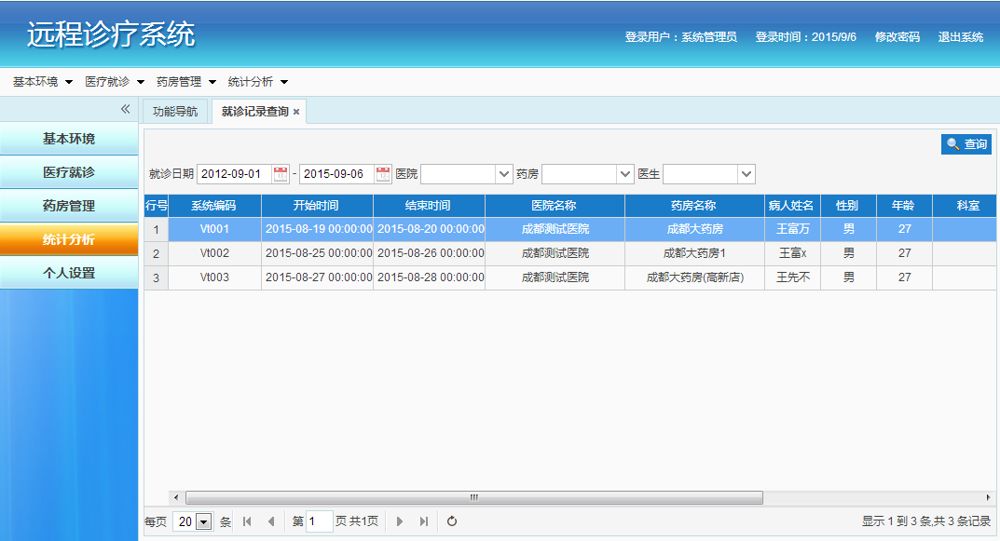 远程诊疗系统
登录用户：系统管理员 登录时间：2015/9/6 修改密码 退出系统
基本环境 医疗就诊 药房管理 统计分析
功能导航 就诊记录查询
基本环境
医疗就诊
药房管理
统计分析
个人设置
查询
就诊日期 2012-09-01 - 2015-09-06 医院 药房 医生
行号 系统编码 开始时间 结束时间 医院名称 药房名称 病人姓名 性别 年龄 科室
1 Vt001 2015-08-19 00:00:00 2015-08-20 00:00:00 成都测试医院 成都大药房 王富万 男 27
2 Vt002 2015-08-25 00:00:00 2015-08-26 00:00:00 成都测试医院 成都大药房1 王富x 男 27
3 Vt003 2015-08-27 00:00:00 2015-08-28 00:00:00 成都测试医院 成都大药房(高新店) 王先不 男 27
每页 20 条 第 1 页 共1页 显示 1 到 3 条,共 3 条记录